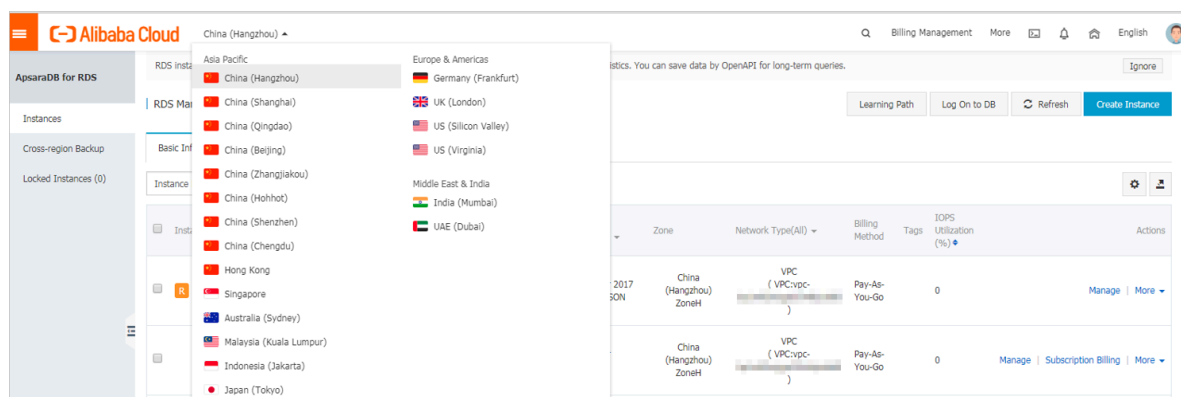 Alibaba Cloud
China (Hangzhou)
Billing Management
More
English
ApsaraDB for RDS
Instances
Cross-region Backup
Locked Instances (0)
RDS insta
istics. You can save data by OpenAPI for long-term queries.
Ignore
RDS Mar
Learning Path
Log On to DB
Refresh
Create Instance
Basic Inf
Instance
Asia Pacific
China (Hangzhou)
China (Shanghai)
China (Qingdao)
China (Beijing)
China (Zhangjiakou)
China (Hohhot)
China (Shenzhen)
China (Chengdu)
Hong Kong
Singapore
Australia (Sydney)
Malaysia (Kuala Lumpur)
Indonesia (Jakarta)
Japan (Tokyo)
Europe & Americas
Germany (Frankfurt)
UK (London)
US (Silicon Valley)
US (Virginia)
Middle East & India
India (Mumbai)
UAE (Dubai)
Insta
Zone
Network Type(All)
Billing
Method
Tags
IOPS
Utilization
(%)
Actions
R
2017
SON
China
(Hangzhou)
ZoneH
VPC
( VPC:vpc-
)
Pay-As-
You-Go
0
Manage | More
China
(Hangzhou)
ZoneH
VPC
( VPC:vpc-
)
Pay-As-
You-Go
0
Manage | Subscription Billing | More